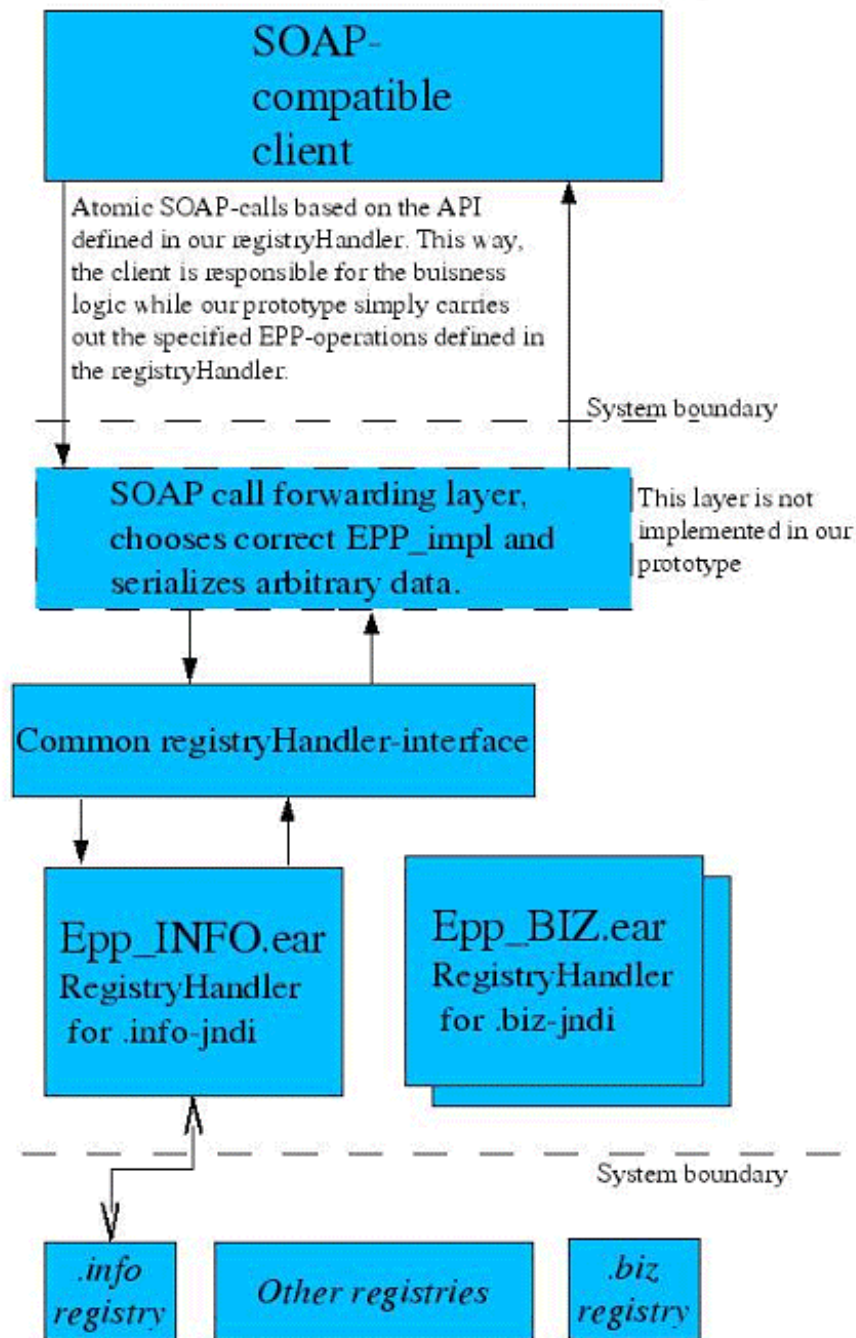 SOAP-
compatible
client
Atomic SOAP-calls based on the API
defined in our registryHandler. This way,
the client is responsible for the buisness
logic while our prototype simply carries
out the specified EPP-operations defined in
the registryHandler.
System boundary
SOAP call forwarding layer,
chooses correct EPP_impl and
serializes arbitrary data.
This layer is not
implemented in our
prototype
Common registryHandler-interface
Epp_INFO.ear
RegistryHandler
for .info-jndi
Epp_BIZ.ear
RegistryHandler
for .biz-jndi
System boundary
.info
registry
Other registries
.biz
registry